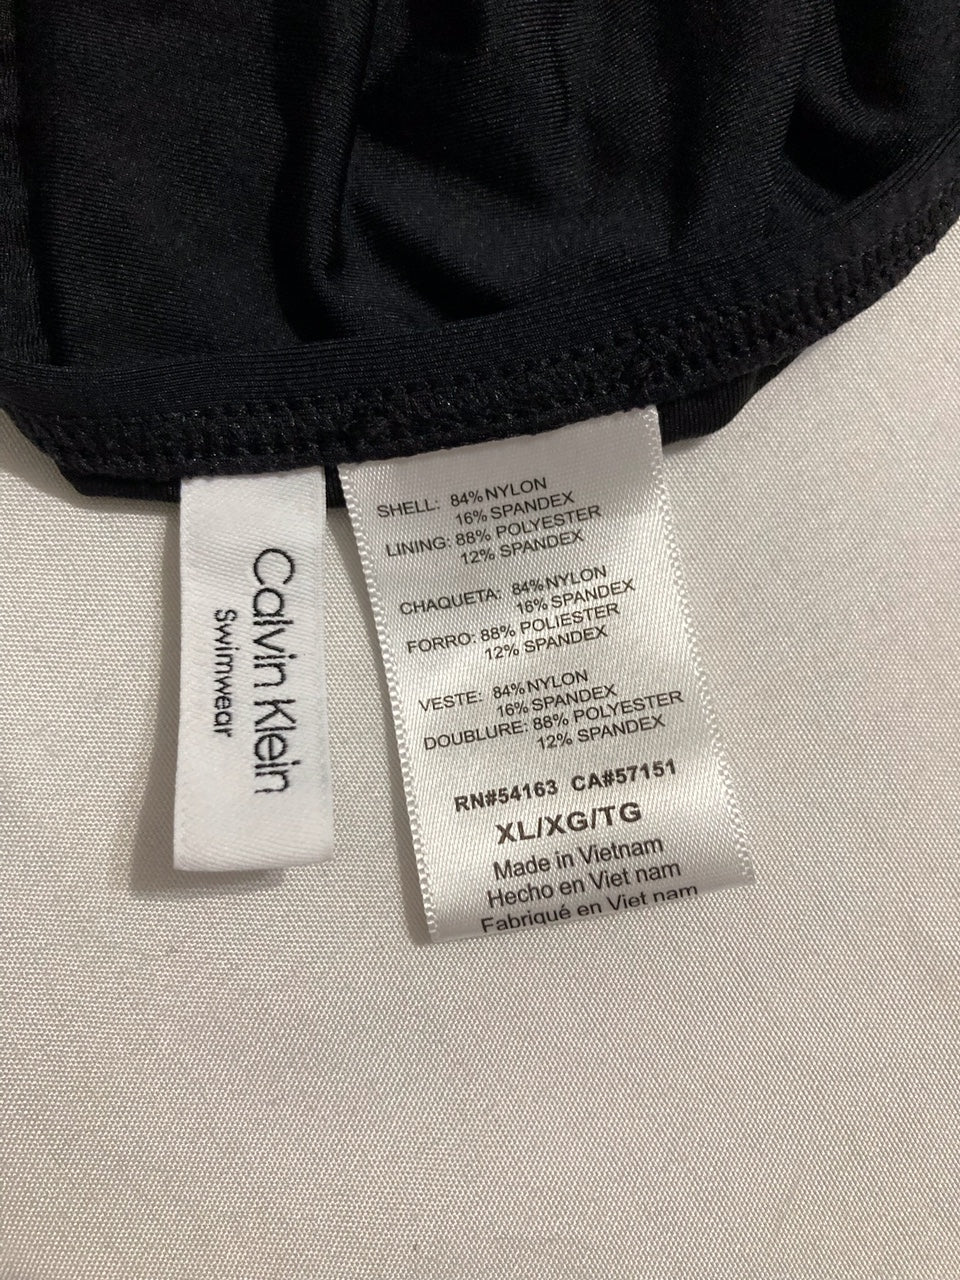 Calvin Klein
Swimwear
SHELL: 84% NYLON
16% SPANDEX
LINING: 88% POLYESTER
12% SPANDEX
CHAQUETA: 84% NYLON
16% SPANDEX
FORRO: 88% POLIESTER
12% SPANDEX
VESTE: 84% NYLON
16% SPANDEX
DOUBLURE: 88% POLYESTER
12% SPANDEX
RN#54163 CA#57151
XL/XG/TG
Made in Vietnam
Hecho en Viet nam
Fabriqué en Viet nam